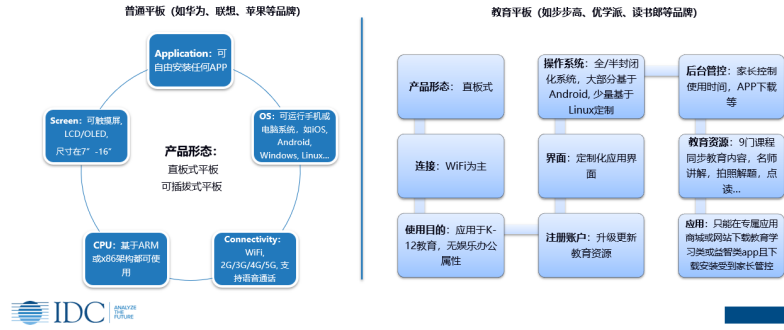 普通平板 (如华为、联想、苹果等品牌)
Application：可
自由安装任何APP
Screen：可触摸屏,
LCD/OLED,
尺寸在7”-16”
OS：可运行手机或
电脑系统，如iOS,
Android,
Windows, Linux...
产品形态：
直板式平板
可插拔式平板
CPU：基于ARM
或x86架构都可使
用
Connectivity:
WiFi,
2G/3G/4G/5G, 支
持语音通话
教育平板 (如步步高、优学派、读书郎等品牌)
产品形态： 直板式
连接：WiFi为主
使用目的：应用于K-
12教育，无娱乐办公
属性
操作系统：全/半封闭
化系统，大部分基于
Android, 少量基于
Linux定制
界面：定制化应用界
面
注册账户：升级更新
教育资源
后台管控：家长控制
使用时间，APP下载
等
教育资源：9门课程
同步教育内容，名师
讲解，拍照解题，点
读...
应用：只能在专属应用
商城或网站下载教育学
习类或益智类app且下
载安装受到家长管控
IDC
ANALYZE
THE
FUTURE